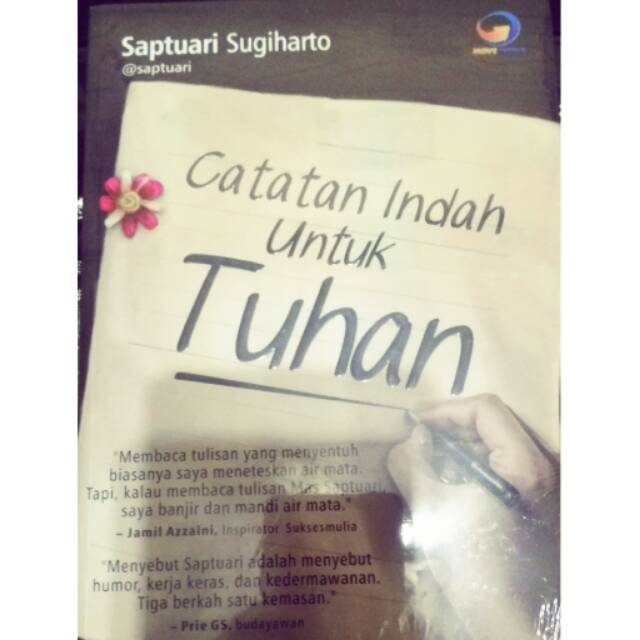 Saptuari Sugiharto
@saptuari
Catatan Indah
untuk
Tuhan
"Membaca tulisan yang menyentuh
biasanya saya meneteskan air mata.
Tapi, kalau membaca tulisan Mas Saptuari,
saya banjir dan mandi air mata."
– Jamil Azzaini, Inspirator Suksesmulia
"Menyebut Saptuari adalah menyebut
humor, kerja keras, dan kedermawanan.
Tiga berkah satu kemasan."
– Prie GS, budayawan